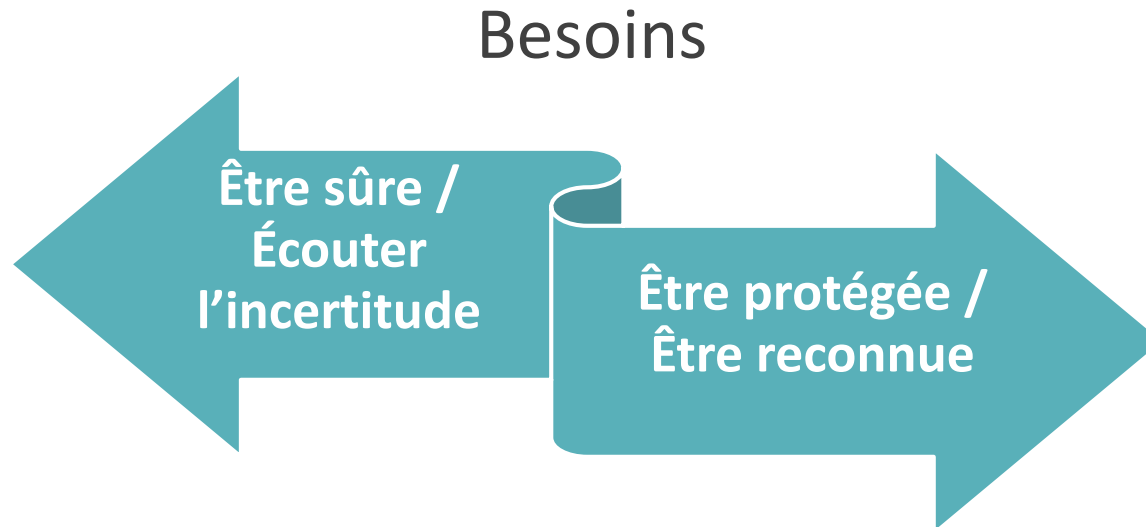 Besoins
Être sûre /
Écouter
l’incertitude
Être protégée /
Être reconnue